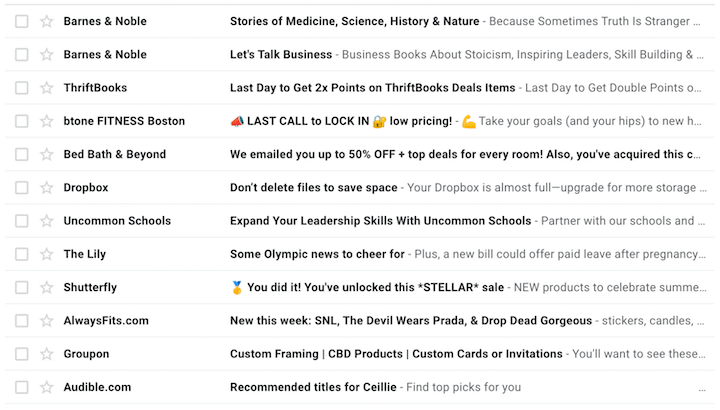 Barnes & Noble Stories of Medicine, Science, History & Nature - Because Sometimes Truth Is Stranger ...
Barnes & Noble Let's Talk Business - Business Books About Stoicism, Inspiring Leaders, Skill Building & ...
ThriftBooks Last Day to Get 2x Points on ThriftBooks Deals Items - Last Day to Get Double Points o...
btone FITNESS Boston 📣 LAST CALL to LOCK IN 🔐 low pricing! - 💪 Take your goals (and your hips) to new h...
Bed Bath & Beyond We emailed you up to 50% OFF + top deals for every room! Also, you've acquired this c...
Dropbox Don't delete files to save space - Your Dropbox is almost full—upgrade for more storage ...
Uncommon Schools Expand Your Leadership Skills With Uncommon Schools - Partner with our schools and ...
The Lily Some Olympic news to cheer for - Plus, a new bill could offer paid leave after pregnancy...
Shutterfly 🥇 You did it! You've unlocked this *STELLAR* sale - NEW products to celebrate summe...
AlwaysFits.com New this week: SNL, The Devil Wears Prada, & Drop Dead Gorgeous - stickers, candles, ...
Groupon Custom Framing | CBD Products | Custom Cards or Invitations - You'll want to see these...
Audible.com Recommended titles for Ceillie - Find top picks for you ...